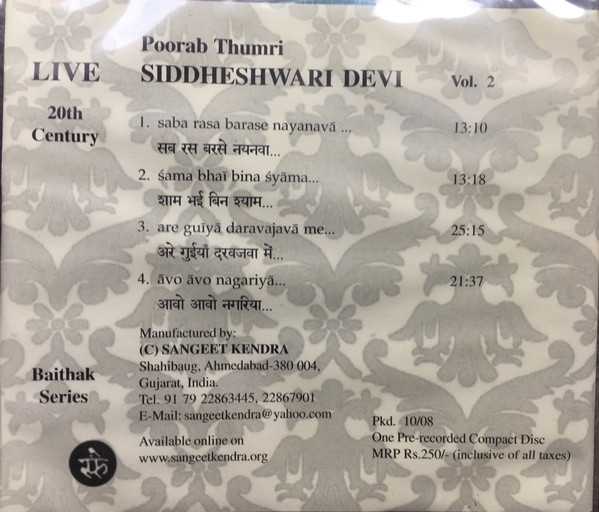 Poorab Thumri
LIVE
SIDDHESHWARI DEVI
Vol. 2
20th
Century
1. saba rasa barase nayanavā ...
13:10
सब रस बरसे नयनवा...
2. śama bhaī bina śyāma...
13:18
शाम भई बिन श्याम...
3. are guīyā daravajavā me...
25:15
अरे गुईयाँ दरवजवा में...
4. āvo āvo nagariyā...
21:37
आवो आवो नगरिया...
Manufactured by:
(C) SANGEET KENDRA
Shahibaug, Ahmedabad-380 004,
Gujarat, India.
Tel. 91 79 22863445, 22867901
E-Mail: sangeetkendra@yahoo.com
Baithak
Series
Available online on
www.sangeetkendra.org
Pkd. 10/08
One Pre-recorded Compact Disc
MRP Rs.250/- (inclusive of all taxes)